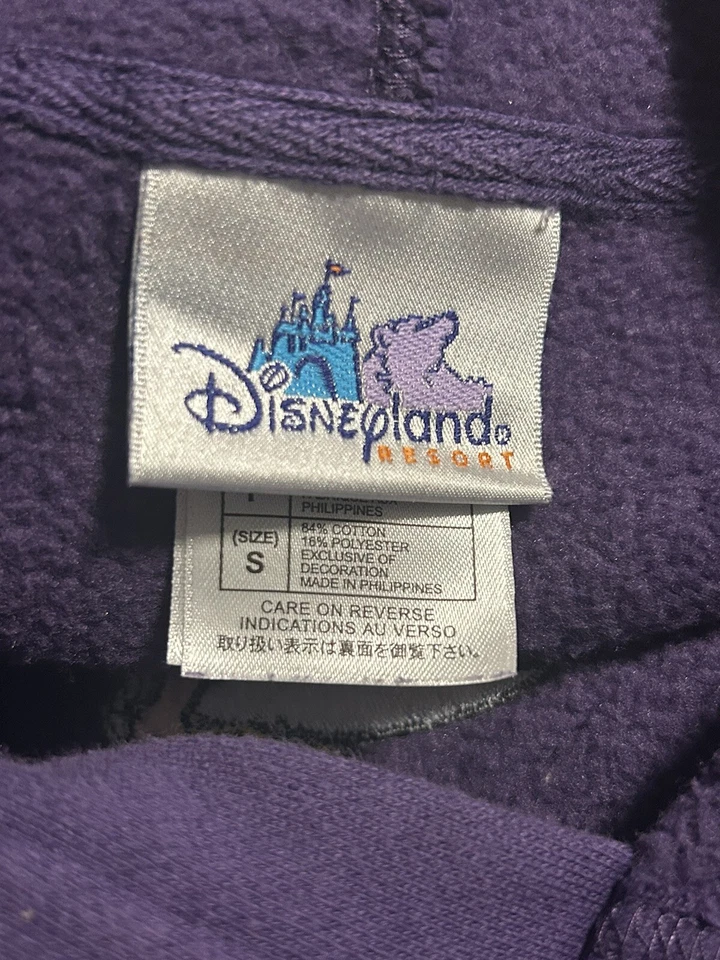 DISNEYland®
RESORT
PHILIPPINES
(SIZE)
S
84% COTTON
16% POLYESTER
EXCLUSIVE OF
DECORATION
MADE IN PHILIPPINES
CARE ON REVERSE
INDICATIONS AU VERSO
取り扱い表示は裏面を御覧下さい。